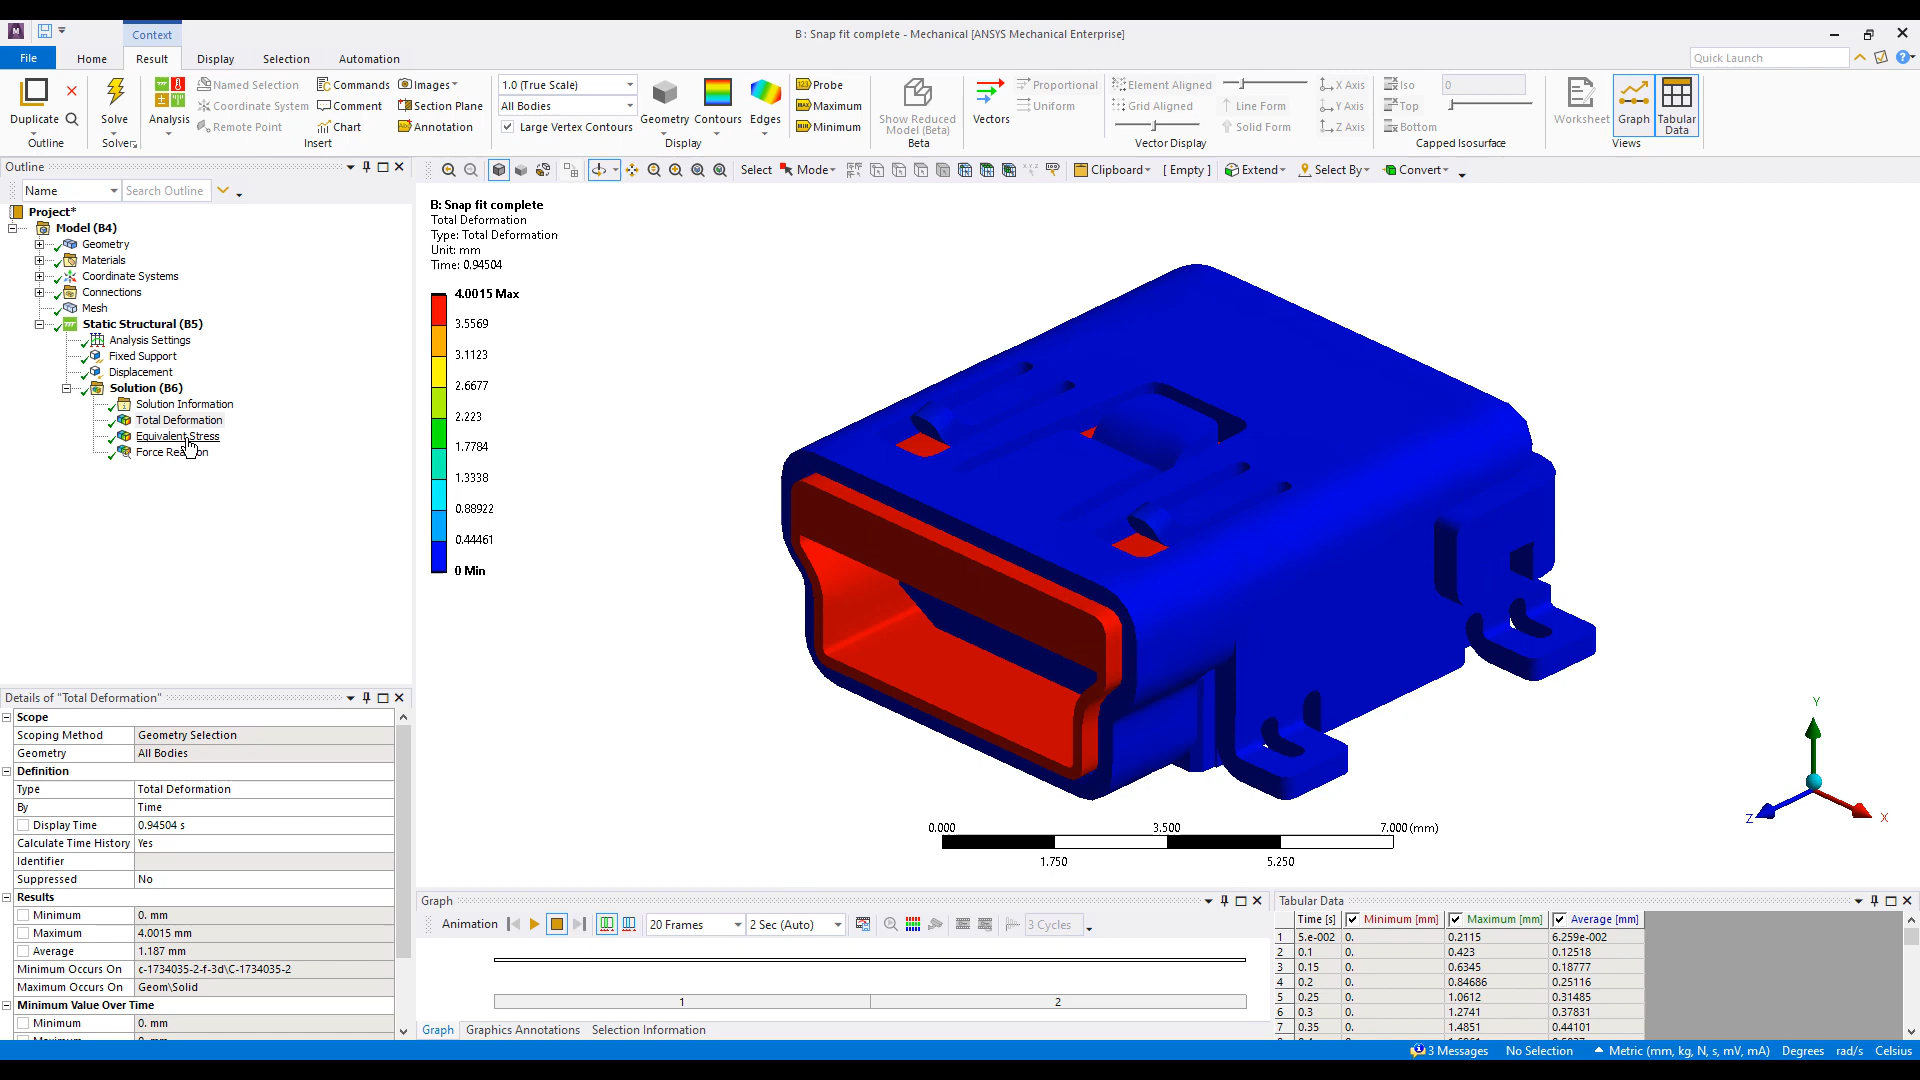 Context
B : Snap fit complete - Mechanical [ANSYS Mechanical Enterprise]
File
Home
Result
Display
Selection
Automation
Quick Launch
Duplicate
Outline
Solve
Solver
Analysis
Named Selection
Coordinate System
Remote Point
Commands
Comment
Chart
Images
Section Plane
Annotation
Insert
1.0 (True Scale)
All Bodies
Large Vertex Contours
Geometry
Contours
Edges
Display
Probe
Maximum
Minimum
Show Reduced
Model (Beta)
Beta
Vectors
Proportional
Uniform
Element Aligned
Grid Aligned
Line Form
Solid Form
X Axis
Y Axis
Z Axis
Vector Display
Iso
Top
Bottom
0
Capped Isosurface
Worksheet
Graph
Tabular
Data
Views
Outline
Name
Search Outline
Select
Mode
Clipboard
[ Empty ]
Extend
Select By
Convert
Project*
Model (B4)
Geometry
Materials
Coordinate Systems
Connections
Mesh
Static Structural (B5)
Analysis Settings
Fixed Support
Displacement
Solution (B6)
Solution Information
Total Deformation
Equivalent Stress
B: Snap fit complete
Total Deformation
Type: Total Deformation
Unit: mm
Time: 0.94504
4.0015 Max
3.5569
3.1123
2.6677
2.223
1.7784
1.3338
0.88922
0.44461
0 Min
0.000
3.500
7.000 (mm)
1.750
5.250
Y
Z
X
Details of "Total Deformation"
Scope
Scoping Method Geometry Selection
Geometry All Bodies
Definition
Type Total Deformation
By Time
Display Time 0.94504 s
Calculate Time History Yes
Identifier
Suppressed No
Results
Minimum 0. mm
Maximum 4.0015 mm
Average 1.187 mm
Minimum Occurs On c-1734035-2-f-3d\C-1734035-2
Maximum Occurs On Geom\Solid
Minimum Value Over Time
Minimum 0. mm
Graph
Animation
20 Frames
2 Sec (Auto)
3 Cycles
1
2
Graph
Graphics Annotations
Selection Information
Tabular Data
Time [s] Minimum [mm] Maximum [mm] Average [mm]
1 5.e-002 0. 0.2115 6.259e-002
2 0.1 0. 0.423 0.12518
3 0.15 0. 0.6345 0.18777
4 0.2 0. 0.84686 0.25116
5 0.25 0. 1.0612 0.31485
6 0.3 0. 1.2741 0.37831
7 0.35 0. 1.4851 0.44101
3 Messages
No Selection
Metric (mm, kg, N, s, mV, mA)
Degrees
rad/s
Celsius